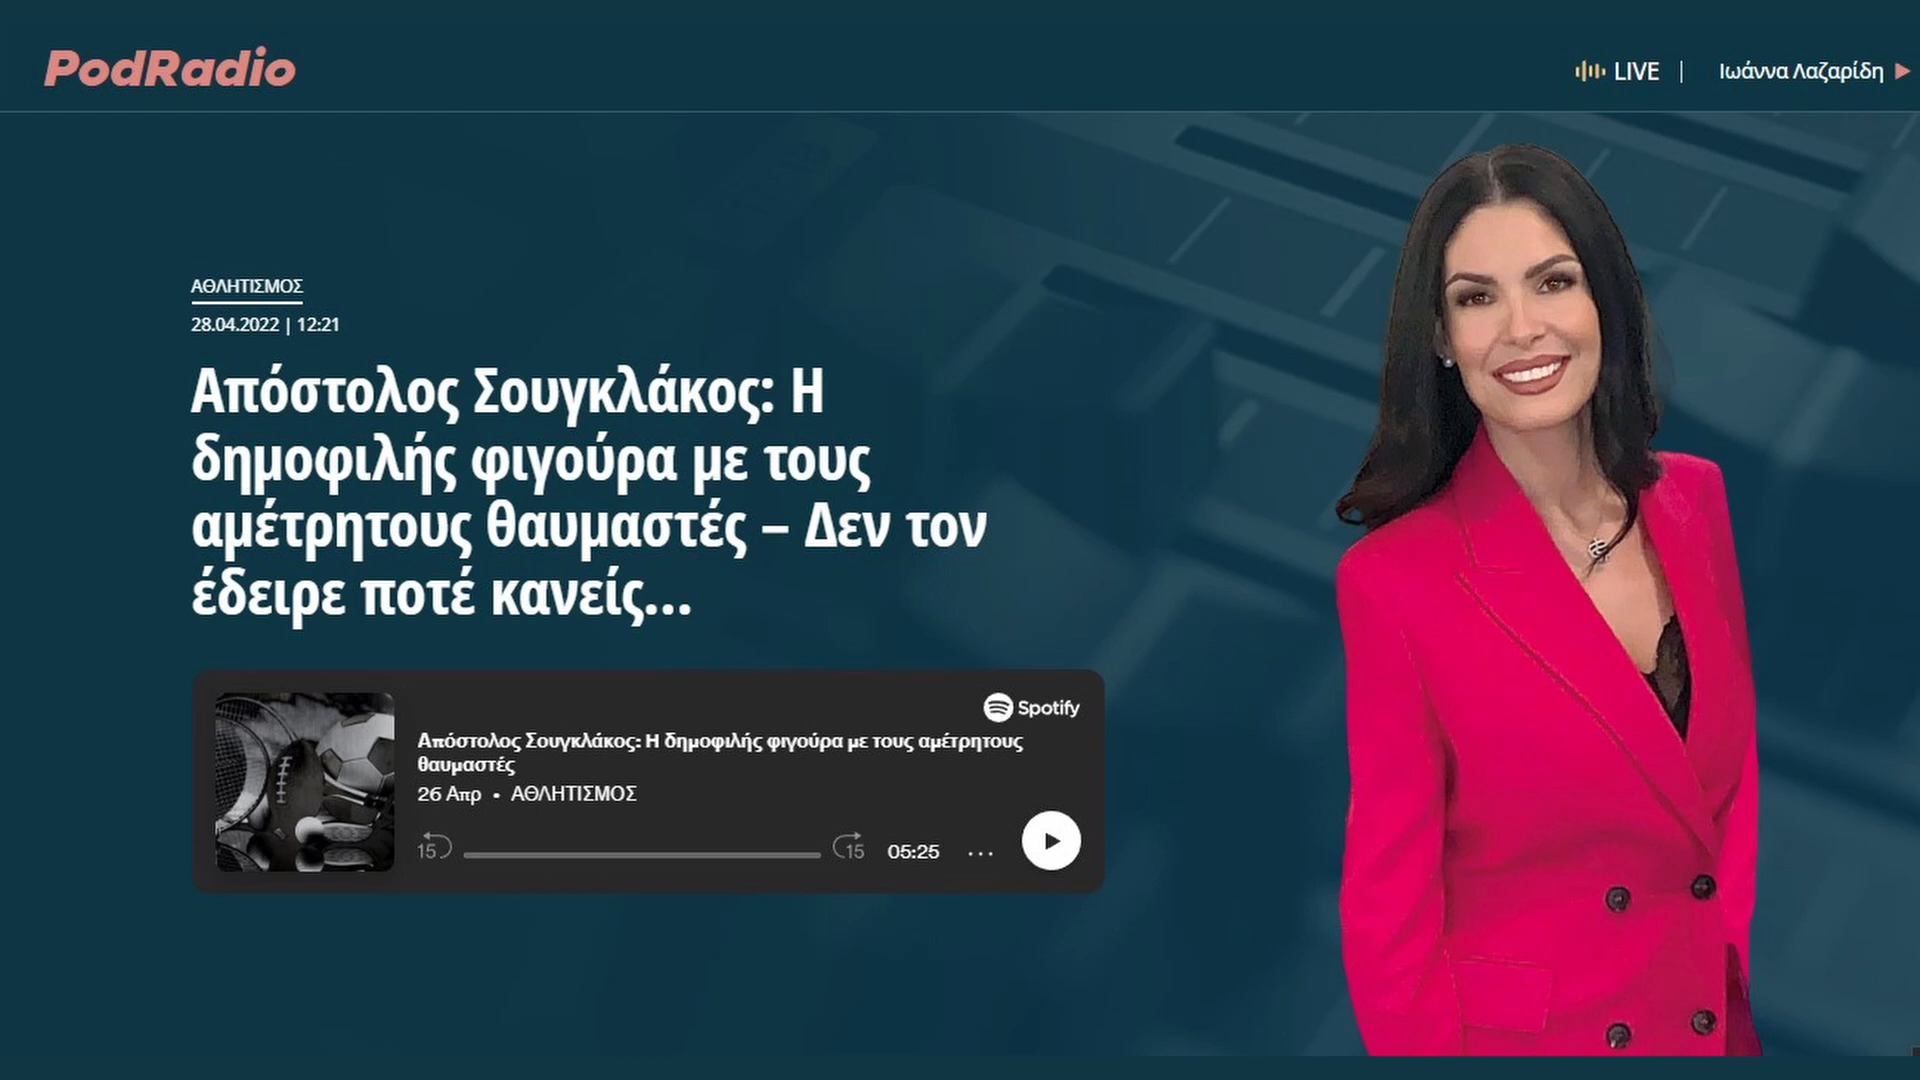 PodRadio
LIVE | Ιωάννα Λαζαρίδη
ΑΘΛΗΤΙΣΜΟΣ
28.04.2022 | 12:21
Απόστολος Σουγκλάκος: Η
δημοφιλής φιγούρα με τους
αμέτρητους θαυμαστές – Δεν τον
έδειρε ποτέ κανείς…
Spotify
Απόστολος Σουγκλάκος: Η δημοφιλής φιγούρα με τους αμέτρητους
θαυμαστές
26 Απρ • ΑΘΛΗΤΙΣΜΟΣ
15 15 05:25 ...